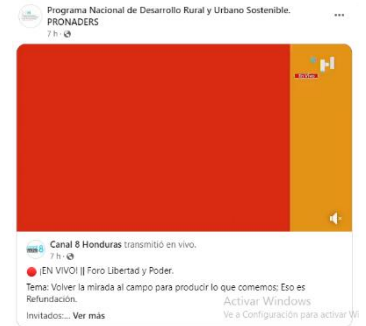 Programa Nacional de Desarrollo Rural y Urbano Sostenible.
PRONADERS
7 h ·
En Vivo
Canal 8 Honduras transmitió en vivo.
7 h ·
¡EN VIVO! || Foro Libertad y Poder.
Tema: Volver la mirada al campo para producir lo que comemos; Eso es
Refundación.
Invitados:... Ver más
Activar Windows
Ve a Configuración para activar Wi